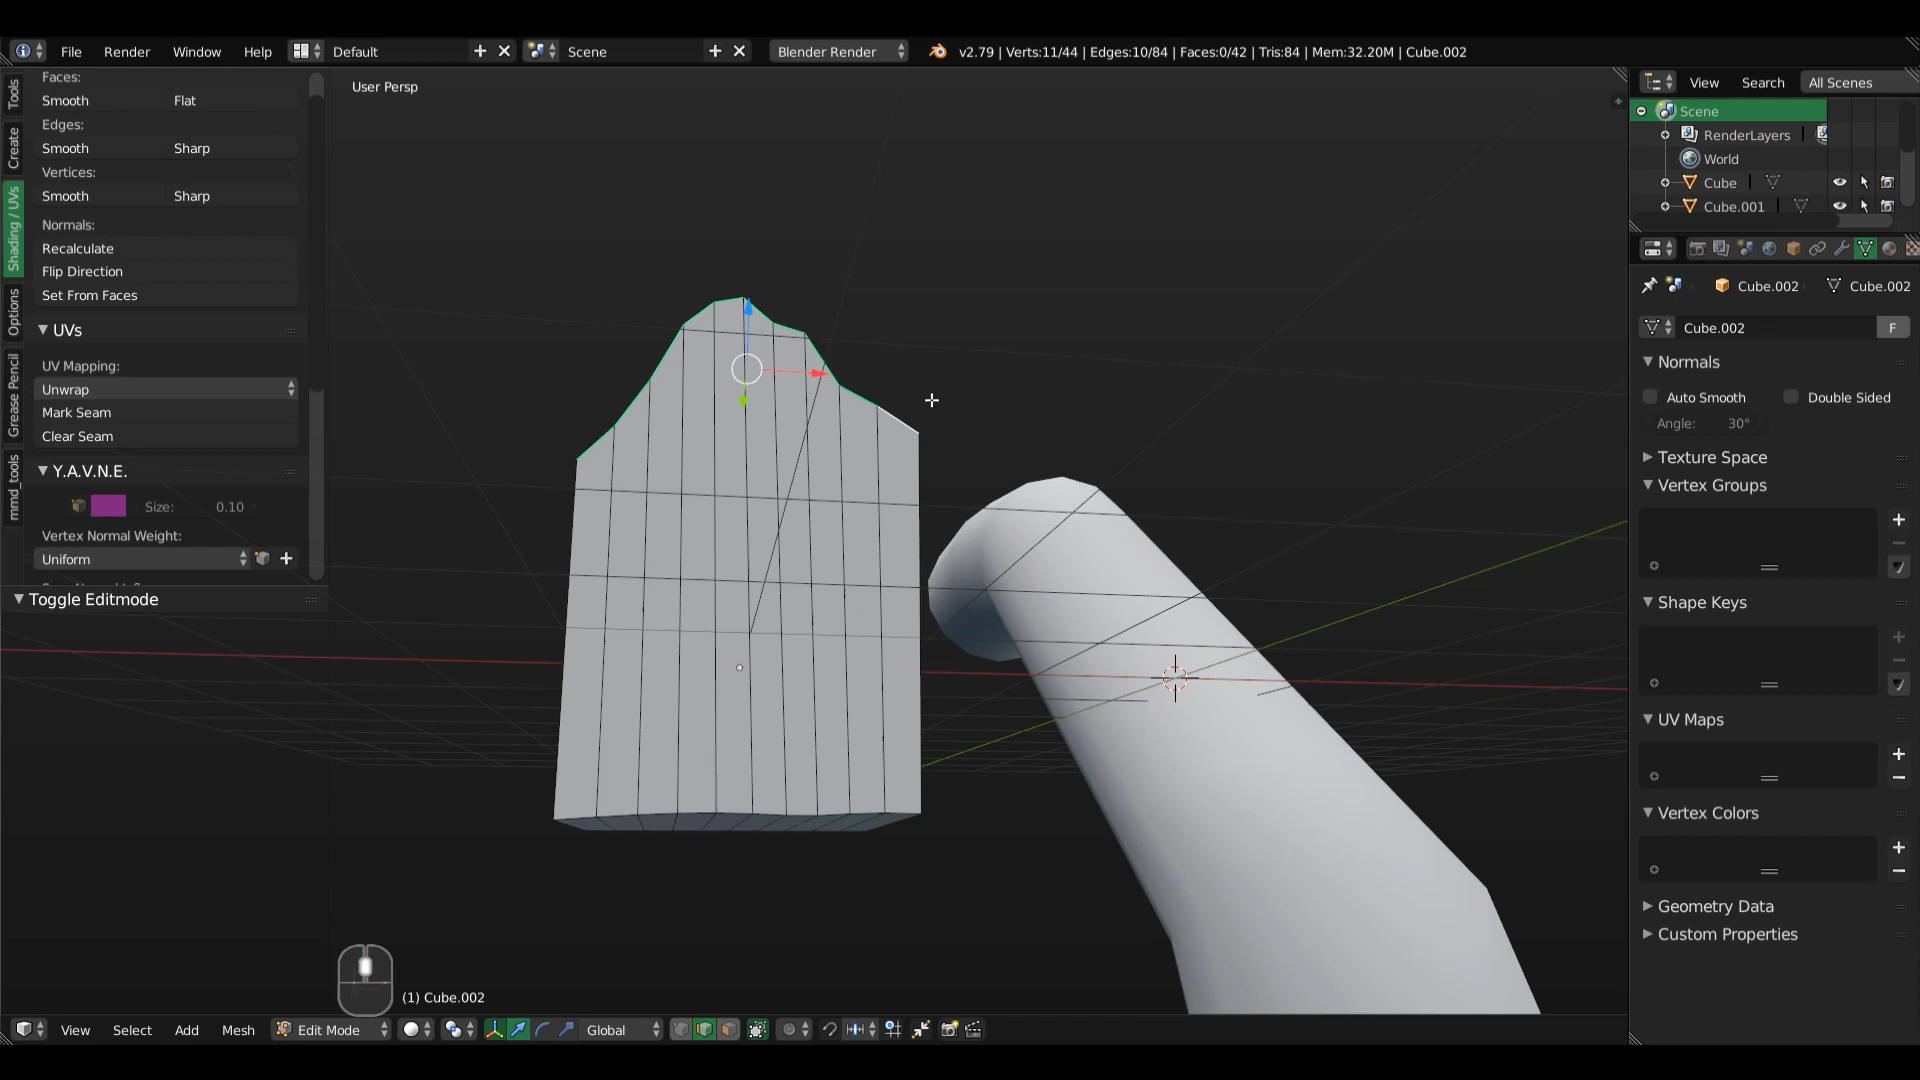 File Render Window Help Default Scene Blender Render v2.79 | Verts:11/44 | Edges:10/84 | Faces:0/42 | Tris:84 | Mem:32.20M | Cube.002
Tools
Create
Shading / UVs
Options
Grease Pencil
mmd_tools
Faces:
Smooth Flat
Edges:
Smooth Sharp
Vertices:
Smooth Sharp
Normals:
Recalculate
Flip Direction
Set From Faces
UVs
UV Mapping:
Unwrap
Mark Seam
Clear Seam
Y.A.V.N.E.
Size: 0.10
Vertex Normal Weight:
Uniform
Toggle Editmode
User Persp
(1) Cube.002
View Select Add Mesh Edit Mode Global
View Search All Scenes
Scene
RenderLayers
World
Cube
Cube.001
Cube.002 Cube.002
Cube.002 F
Normals
Auto Smooth Double Sided
Angle: 30°
Texture Space
Vertex Groups
Shape Keys
UV Maps
Vertex Colors
Geometry Data
Custom Properties